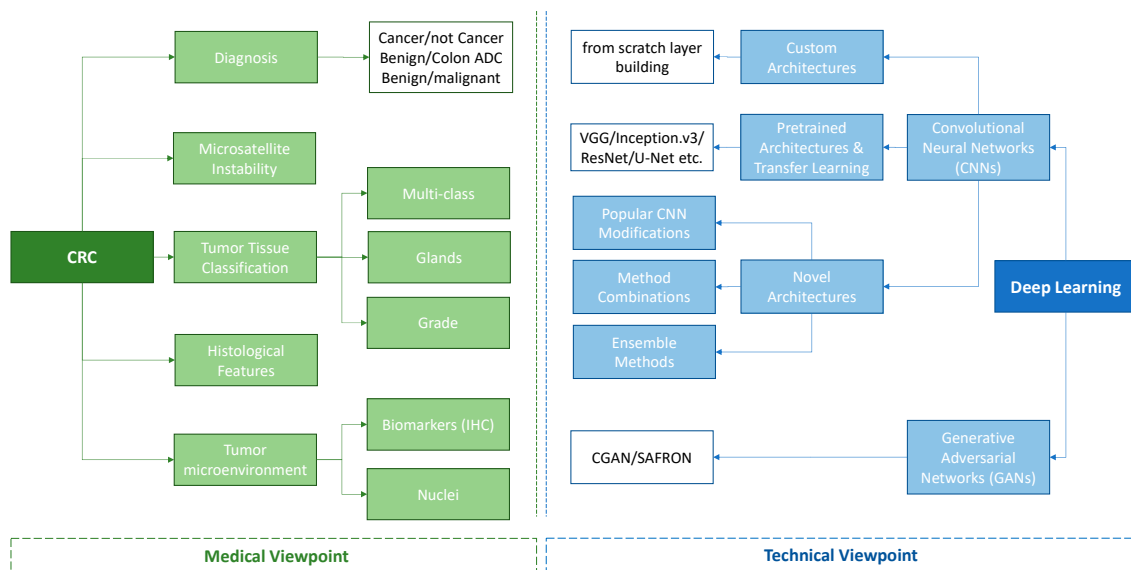 Diagnosis
Cancer/not Cancer
Benign/Colon ADC
Benign/malignant
Microsatellite
Instability
Multi-class
CRC
Tumor Tissue
Classification
Glands
Grade
Histological
Features
Biomarkers (IHC)
Tumor
microenvironment
Nuclei
Medical Viewpoint
from scratch layer
building
Custom
Architectures
VGG/Inception.v3/
ResNet/U-Net etc.
Pretrained
Architectures &
Transfer Learning
Convolutional
Neural Networks
(CNNs)
Popular CNN
Modifications
Method
Combinations
Novel
Architectures
Deep Learning
Ensemble
Methods
CGAN/SAFRON
Generative
Adversarial
Networks (GANs)
Technical Viewpoint